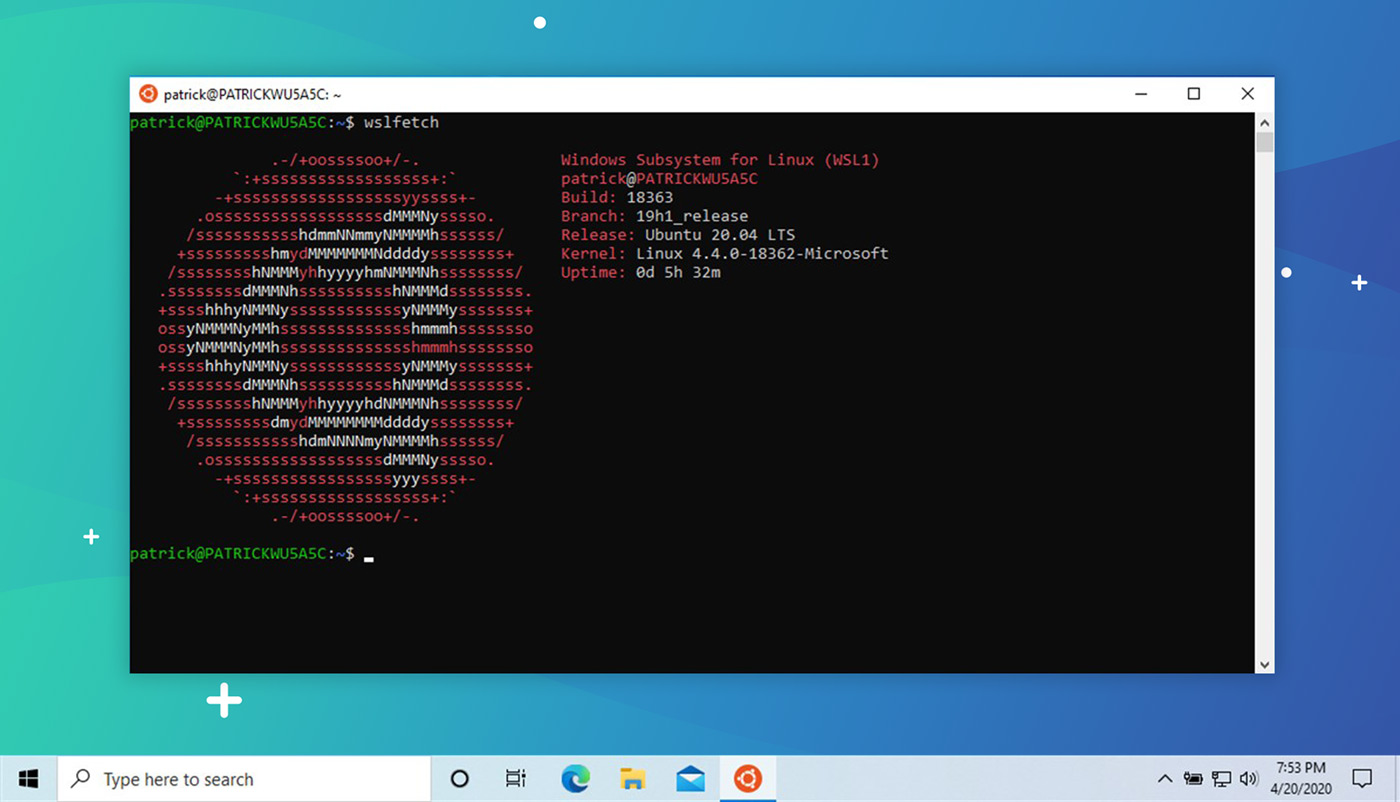 patrick@PATRICKWU5A5C: ~
patrick@PATRICKWU5A5C:~$ wslfetch
.-/+oossssoo+/-.
`:+ssssssssssssssssss+:`
-+ssssssssssssssssssyyssss+-
.ossssssssssssssssssdMMMNysssso.
/ssssssssssshdmmNNmmyNMMMMhssssss/
+sssssssssshmydMMMMMMMNddddyssssssss+
/sssssssshNMMMyhhyyyyhmNMMMNhssssssss/
.ssssssssdMMMNhsssssssssshNMMMdssssssss.
+sssshhhyNMMNyssssssssssssyNMMMysssssss+
ossyNMMMNyMMhsssssssssssssshmmmhssssssso
ossyNMMMNyMMhsssssssssssssshmmmhssssssso
+sssshhhyNMMNyssssssssssssyNMMMysssssss+
.ssssssssdMMMNhsssssssssshNMMMdssssssss.
/sssssssshNMMMyhhyyyyhdNMMMNhssssssss/
+sssssssssdmydMMMMMMMMddddyssssssss+
/ssssssssssshdmNNNNmyNMMMMhssssss/
.ossssssssssssssssssdMMMNysssso.
-+sssssssssssssssssyyyssss+-
`:+ssssssssssssssssss+:`
.-/+oossssoo+/-.
Windows Subsystem for Linux (WSL1)
patrick@PATRICKWU5A5C
Build: 18363
Branch: 19h1_release
Release: Ubuntu 20.04 LTS
Kernel: Linux 4.4.0-18362-Microsoft
Uptime: 0d 5h 32m
patrick@PATRICKWU5A5C:~$
Type here to search
7:53 PM
4/20/2020